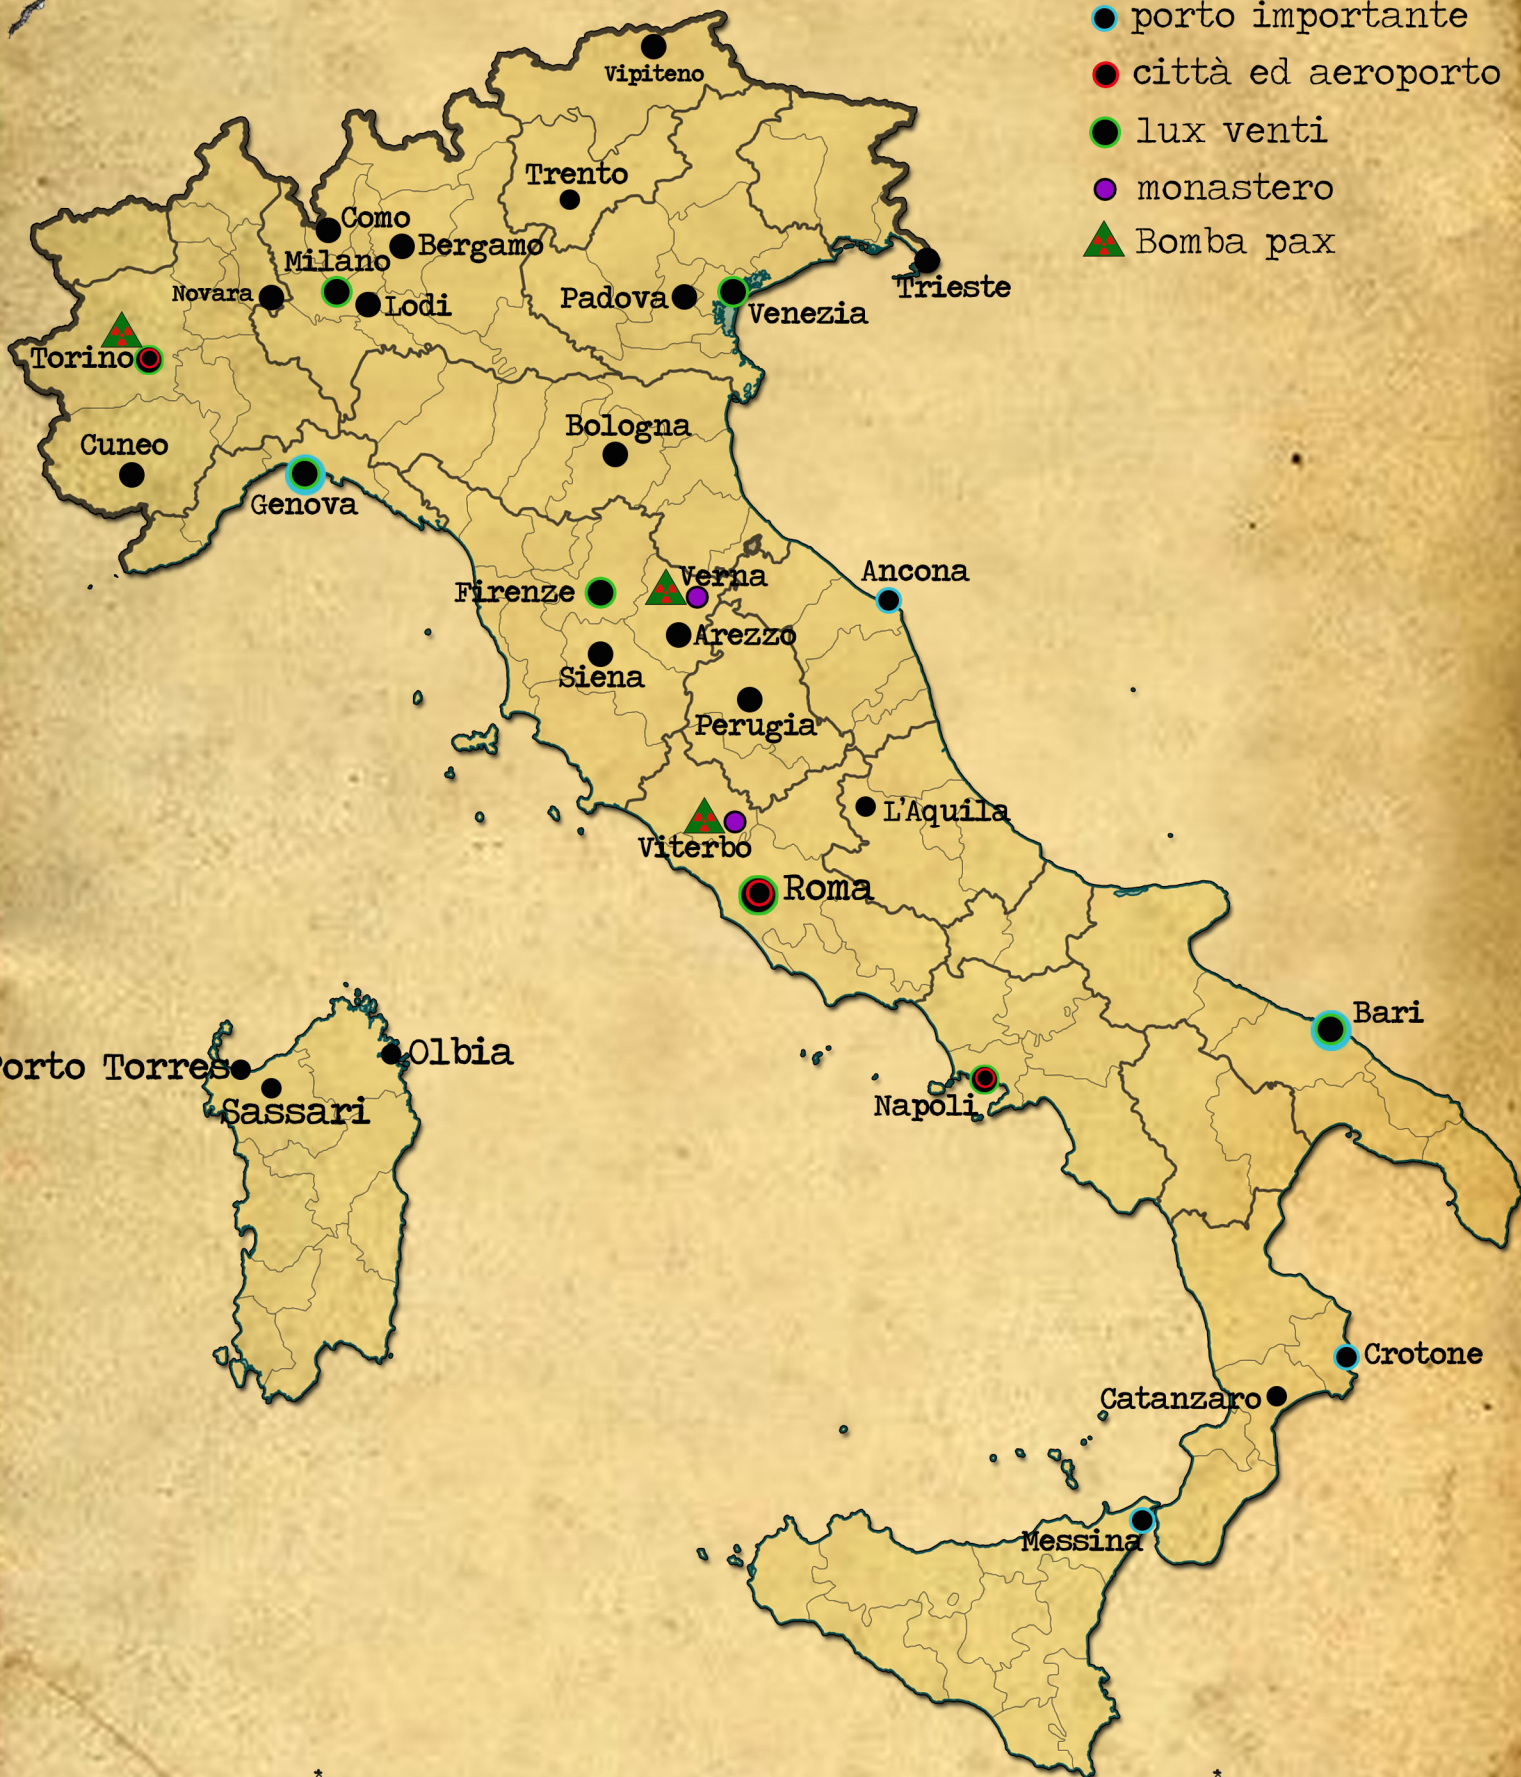 porto importante
città ed aeroporto
lux venti
monastero
Bomba pax
Vipiteno
Trento
Como
Bergamo
Milano
Novara
Lodi
Padova
Venezia
Trieste
Torino
Bologna
Cuneo
Genova
Firenze
Verna
Ancona
Arezzo
Siena
Perugia
L'Aquila
Viterbo
Roma
Bari
Porto Torres
Olbia
Sassari
Napoli
Crotone
Catanzaro
Messina
* *